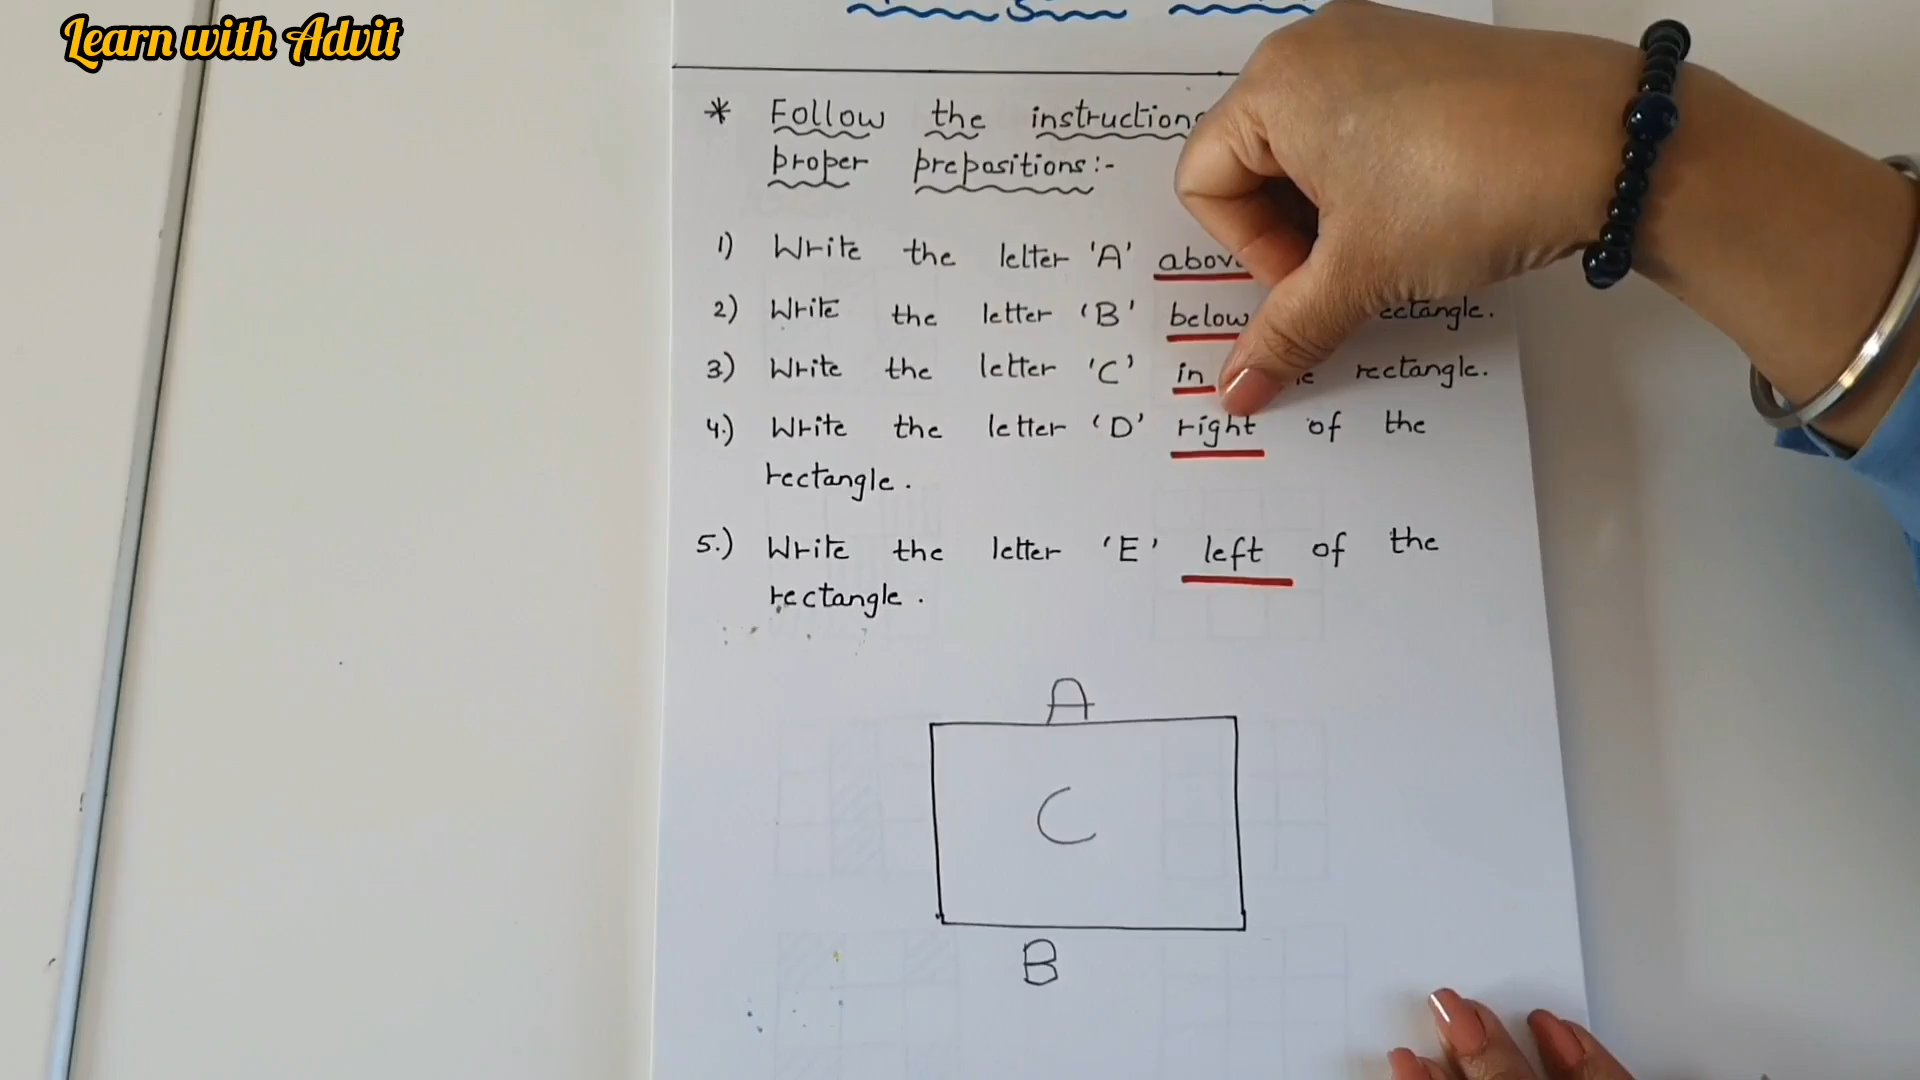 Learn with Advit
* Follow the instructions
proper prepositions:-
1) Write the letter 'A' above
2) Write the letter 'B' below ectangle.
3) Write the letter 'C' in rectangle.
4.) Write the letter 'D' right of the
rectangle.
5.) Write the letter 'E' left of the
rectangle.
A
C
B